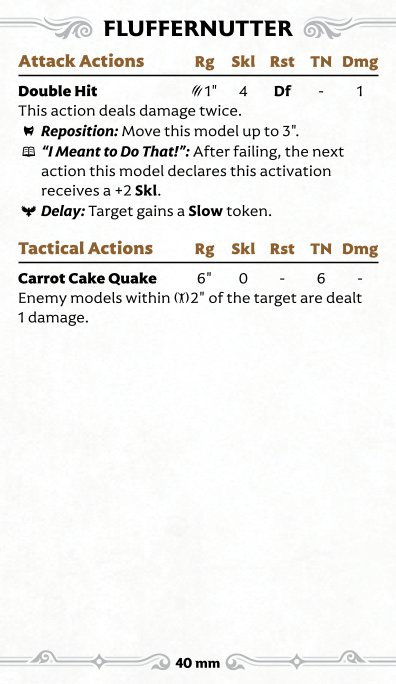 FLUFFERNUTTER
Attack Actions Rg Skl Rst TN Dmg
Double Hit 1" 4 Df - 1
This action deals damage twice.
Reposition: Move this model up to 3".
“I Meant to Do That!”: After failing, the next
action this model declares this activation
receives a +2 Skl.
Delay: Target gains a Slow token.
Tactical Actions Rg Skl Rst TN Dmg
Carrot Cake Quake 6" 0 - 6 -
Enemy models within 2" of the target are dealt
1 damage.
40 mm